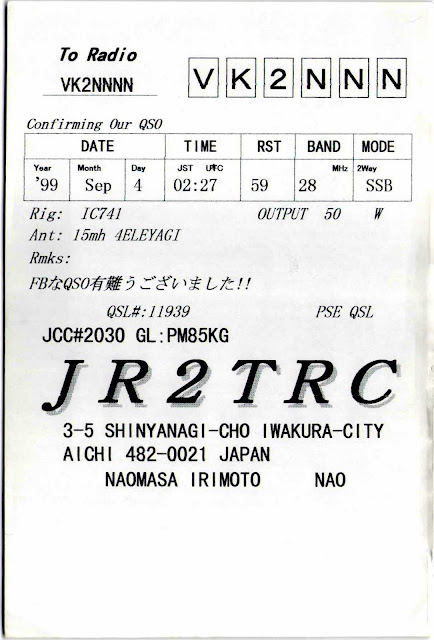 To Radio
VK2NNNN
VK2NNN
Confirming Our QSO
DATE TIME RST BAND MODE
Year Month Day JST UTC MHz 2Way
'99 Sep 4 02:27 59 28 SSB
Rig: IC741 OUTPUT 50 W
Ant: 15mh 4ELEYAGI
Rmks:
FBなQSO有難うございました!!
QSL#:11939 PSE QSL
JCC#2030 GL:PM85KG
JR2TRC
3-5 SHINYANAGI-CHO IWAKURA-CITY
AICHI 482-0021 JAPAN
NAOMASA IRIMOTO NAO